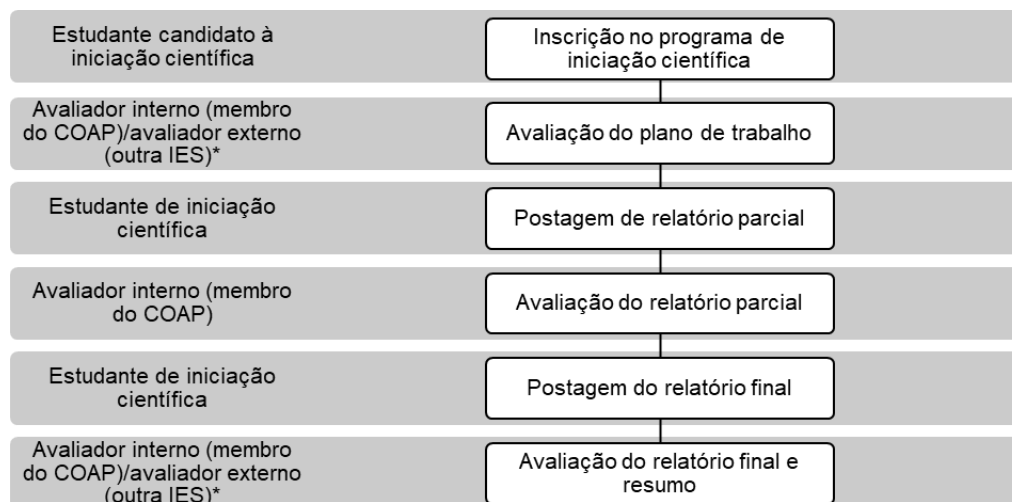 Estudante candidato à
iniciação científica
Inscrição no programa de
iniciação científica
Avaliador interno (membro
do COAP)/avaliador externo
(outra IES)*
Avaliação do plano de trabalho
Estudante de iniciação
científica
Postagem de relatório parcial
Avaliador interno (membro
do COAP)
Avaliação do relatório parcial
Estudante de iniciação
científica
Postagem do relatório final
Avaliador interno (membro
do COAP)/avaliador externo
(outra IES)*
Avaliação do relatório final e
resumo